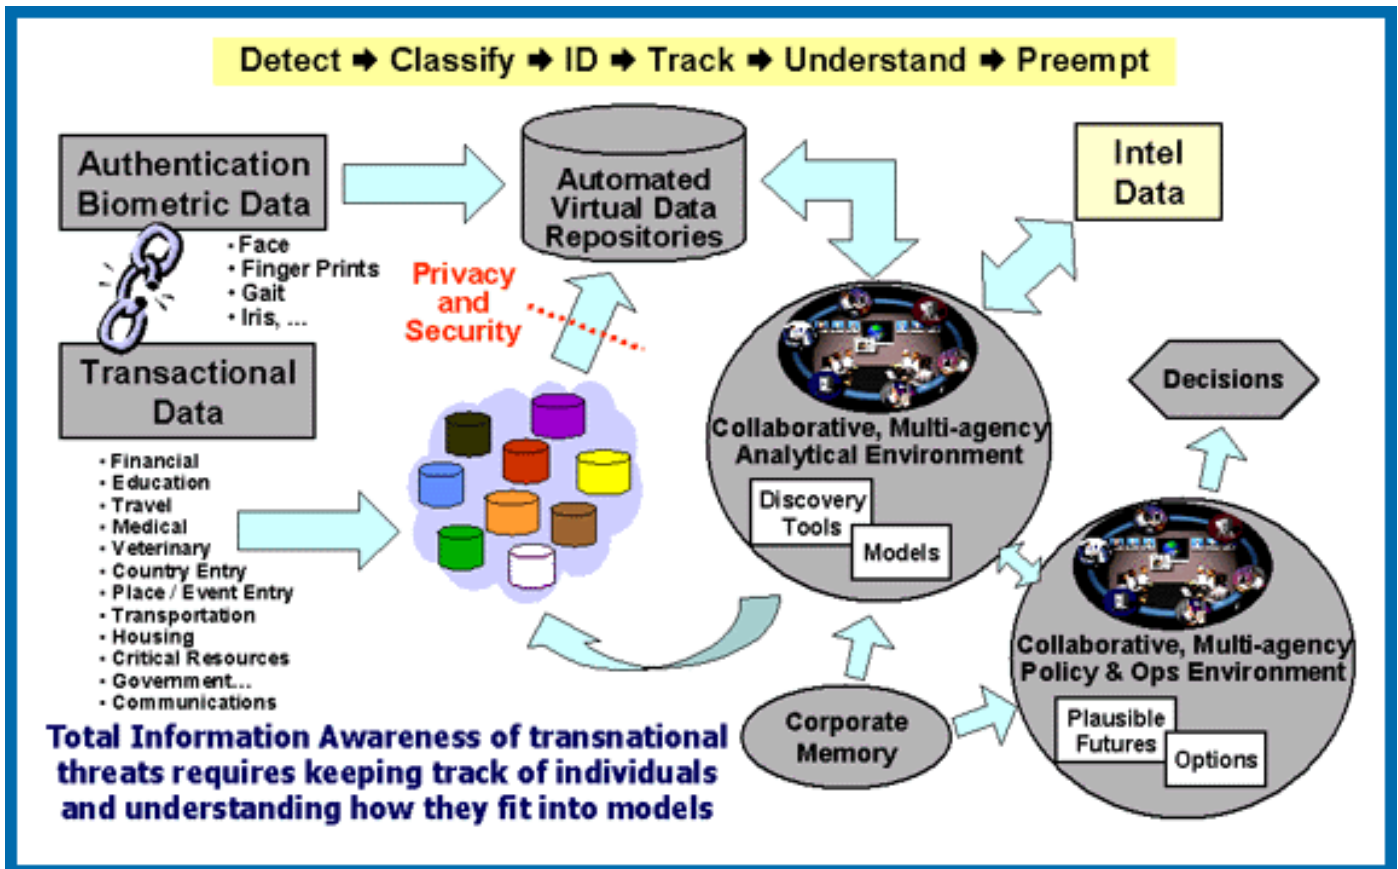 Detect ➡ Classify ➡ ID ➡ Track ➡ Understand ➡ Preempt
Authentication
Biometric Data
• Face
• Finger Prints
• Gait
• Iris, ...
Transactional
Data
• Financial
• Education
• Travel
• Medical
• Veterinary
• Country Entry
• Place / Event Entry
• Transportation
• Housing
• Critical Resources
• Government...
• Communications
Automated
Virtual Data
Repositories
Privacy
and
Security
Intel
Data
Collaborative, Multi-agency
Analytical Environment
Discovery
Tools
Models
Decisions
Collaborative, Multi-agency
Policy & Ops Environment
Plausible
Futures
Options
Corporate
Memory
Total Information Awareness of transnational
threats requires keeping track of individuals
and understanding how they fit into models